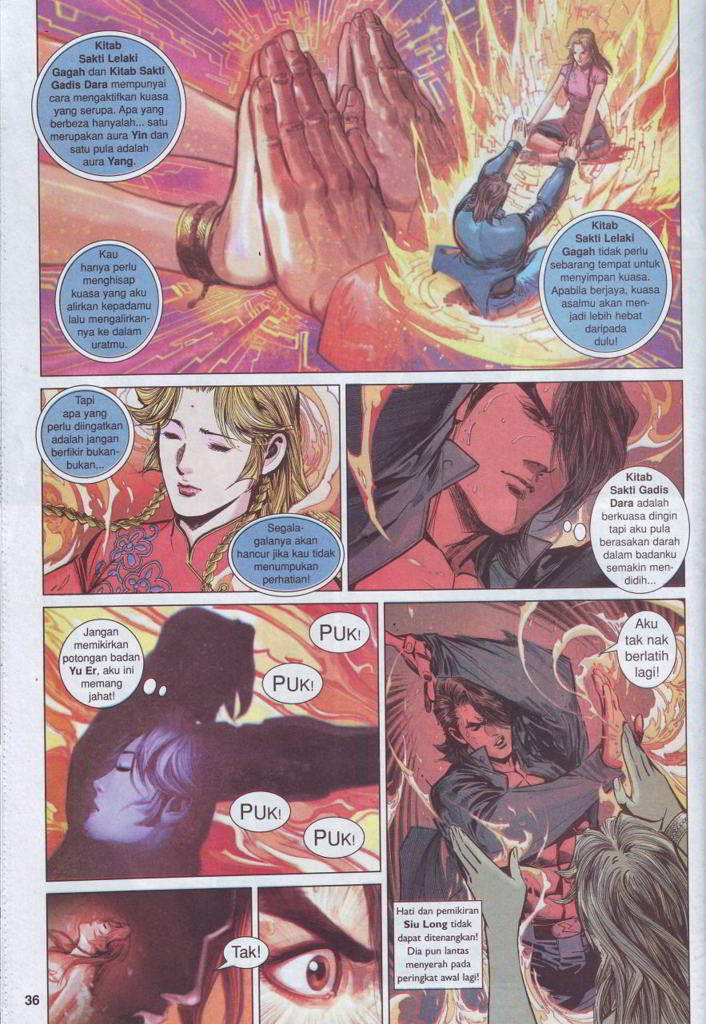 Kitab
Sakti Lelaki
Gagah dan Kitab Sakti
Gadis Dara mempunyai
cara mengaktifkan kuasa
yang serupa. Apa yang
berbeza hanyalah... satu
merupakan aura Yin dan
satu pula adalah
aura Yang.
Kau
hanya perlu
menghisap
kuasa yang aku
alirkan kepadamu
lalu mengalirkan-
nya ke dalam
uratmu.
Kitab
Sakti Lelaki
Gagah tidak perlu
sebarang tempat untuk
menyimpan kuasa.
Apabila berjaya, kuasa
asalmu akan men-
jadi lebih hebat
daripada
dulu!
Tapi
apa yang
perlu diingatkan
adalah jangan
berfikir bukan-
bukan...
Segala-
galanya akan
hancur jika kau tidak
menumpukan
perhatian!
Kitab
Sakti Gadis
Dara adalah
berkuasa dingin
tapi aku pula
berasakan darah
dalam badanku
semakin men-
didih...
Jangan
memikirkan
potongan badan
Yu Er, aku ini
memang
jahat!
PUK!
PUK!
PUK!
PUK!
Aku
tak nak
berlatih
lagi!
Tak!
Hati dan pemikiran
Siu Long tidak
dapat ditenangkan!
Dia pun lantas
menyerah pada
peringkat awal lagi!
36